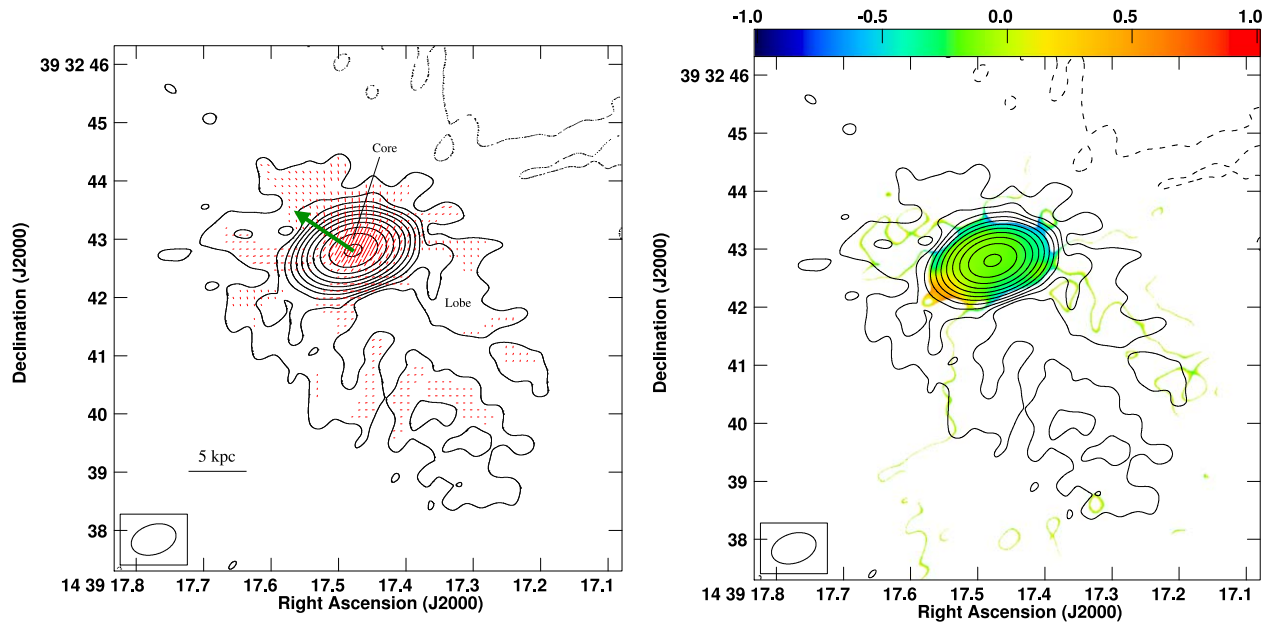 39 32 46
45
44
43
42
41
40
39
38
Declination (J2000)
Core
Lobe
5 kpc
14 39 17.8 17.7 17.6 17.5 17.4 17.3 17.2 17.1
Right Ascension (J2000)
-1.0 -0.5 0.0 0.5 1.0
39 32 46
45
44
43
42
41
40
39
38
Declination (J2000)
14 39 17.8 17.7 17.6 17.5 17.4 17.3 17.2 17.1
Right Ascension (J2000)